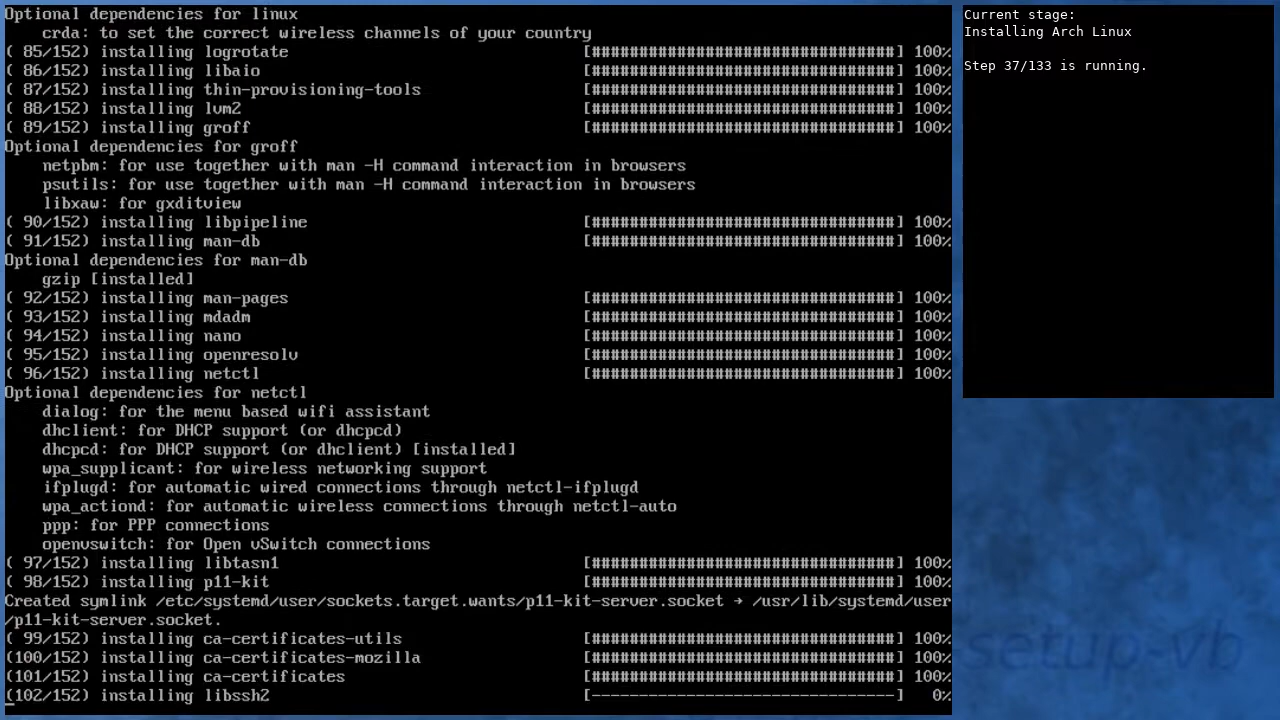 Optional dependencies for linux
    crda: to set the correct wireless channels of your country
( 85/152) installing logrotate [################################] 100%
( 86/152) installing libaio [################################] 100%
( 87/152) installing thin-provisioning-tools [################################] 100%
( 88/152) installing lvm2 [################################] 100%
( 89/152) installing groff [################################] 100%
Optional dependencies for groff
    netpbm: for use together with man -H command interaction in browsers
    psutils: for use together with man -H command interaction in browsers
    libxaw: for gxditview
( 90/152) installing libpipeline [################################] 100%
( 91/152) installing man-db [################################] 100%
Optional dependencies for man-db
    gzip [installed]
( 92/152) installing man-pages [################################] 100%
( 93/152) installing mdadm [################################] 100%
( 94/152) installing nano [################################] 100%
( 95/152) installing openresolv [################################] 100%
( 96/152) installing netctl [################################] 100%
Optional dependencies for netctl
    dialog: for the menu based wifi assistant
    dhclient: for DHCP support (or dhcpcd)
    dhcpcd: for DHCP support (or dhclient) [installed]
    wpa_supplicant: for wireless networking support
    ifplugd: for automatic wired connections through netctl-ifplugd
    wpa_actiond: for automatic wireless connections through netctl-auto
    ppp: for PPP connections
    openvswitch: for Open vSwitch connections
( 97/152) installing libtasn1 [################################] 100%
( 98/152) installing p11-kit [################################] 100%
Created symlink /etc/systemd/user/sockets.target.wants/p11-kit-server.socket → /usr/lib/systemd/user
/p11-kit-server.socket.
( 99/152) installing ca-certificates-utils [################################] 100%
(100/152) installing ca-certificates-mozilla [################################] 100%
(101/152) installing ca-certificates [################################] 100%
(102/152) installing libssh2 [--------------------------------] 0%
Current stage:
Installing Arch Linux
Step 37/133 is running.
setup-vb